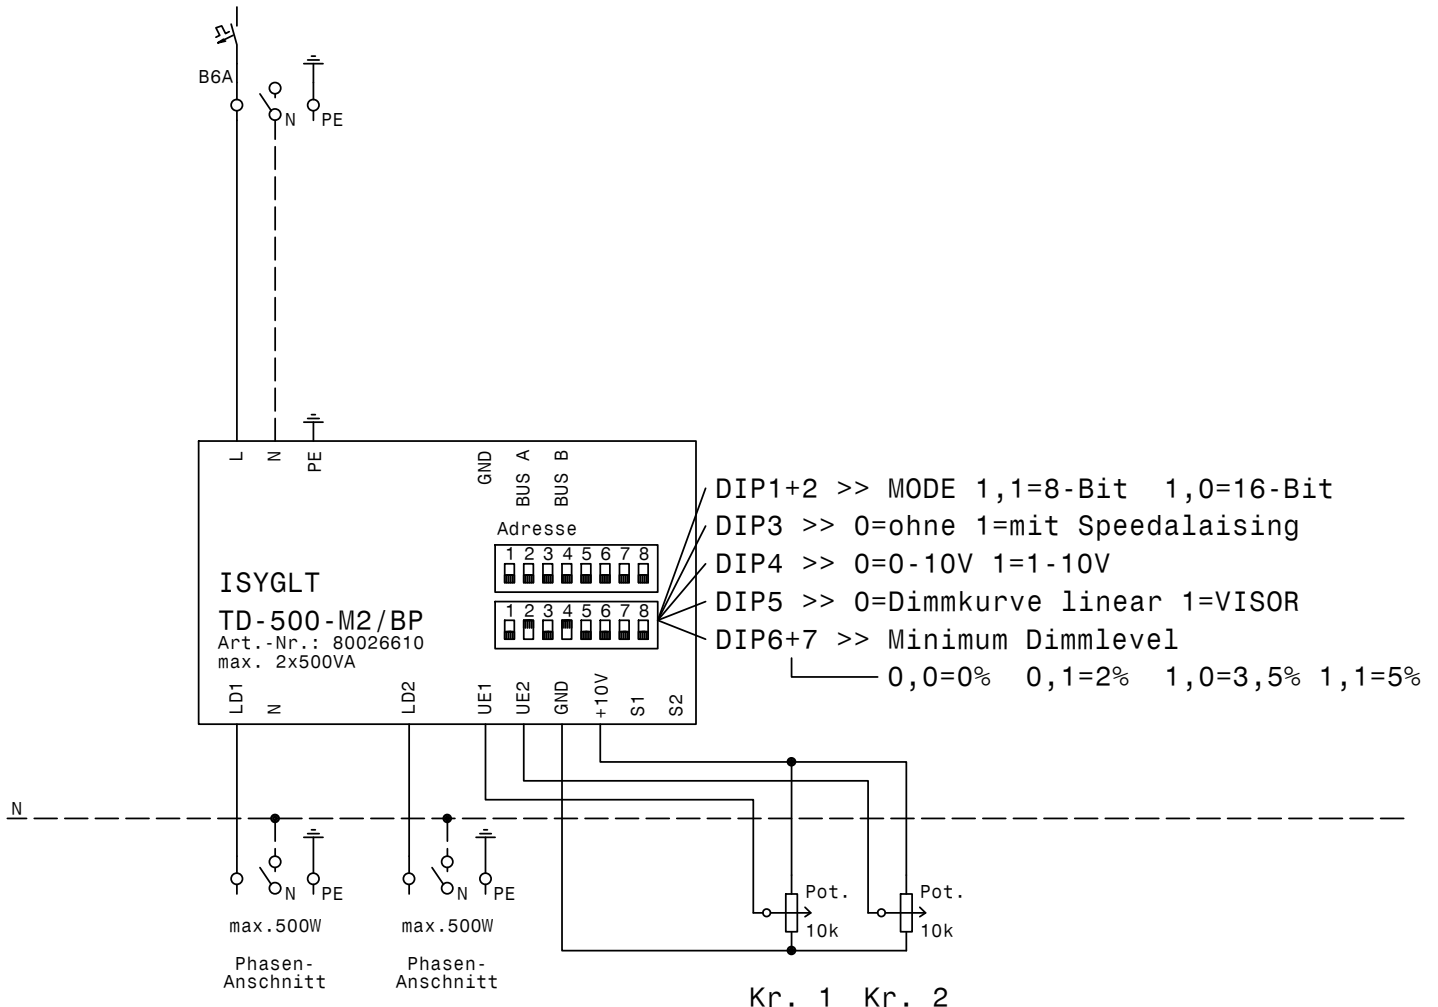 B6A
N
PE
L
N
PE
GND
BUS A
BUS B
DIP1+2 >> MODE 1,1=8-Bit 1,0=16-Bit
Adresse
DIP3 >> 0=ohne 1=mit Speedalaising
1 2 3 4 5 6 7 8
DIP4 >> 0=0-10V 1=1-10V
ISYGLT
DIP5 >> 0=Dimmkurve linear 1=VISOR
TD-500-M2/BP
1 2 3 4 5 6 7 8
Art.-Nr.: 80026610
DIP6+7 >> Minimum Dimmlevel
max. 2x500VA
0,0=0% 0,1=2% 1,0=3,5% 1,1=5%
LD1
N
LD2
UE1
UE2
GND
+10V
S1
S2
N
N
PE
N
PE
Pot.
Pot.
10k
10k
max.500W
max.500W
Phasen-
Anschnitt
Phasen-
Anschnitt
Kr. 1 Kr. 2